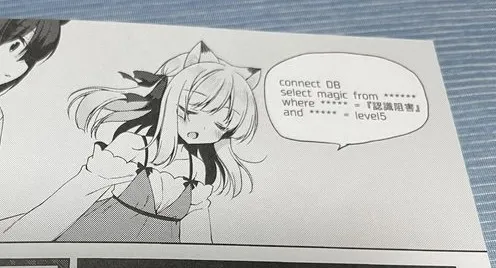 connect DB
select magic from ******
where ***** = 『認識阻害』
and ***** = level5